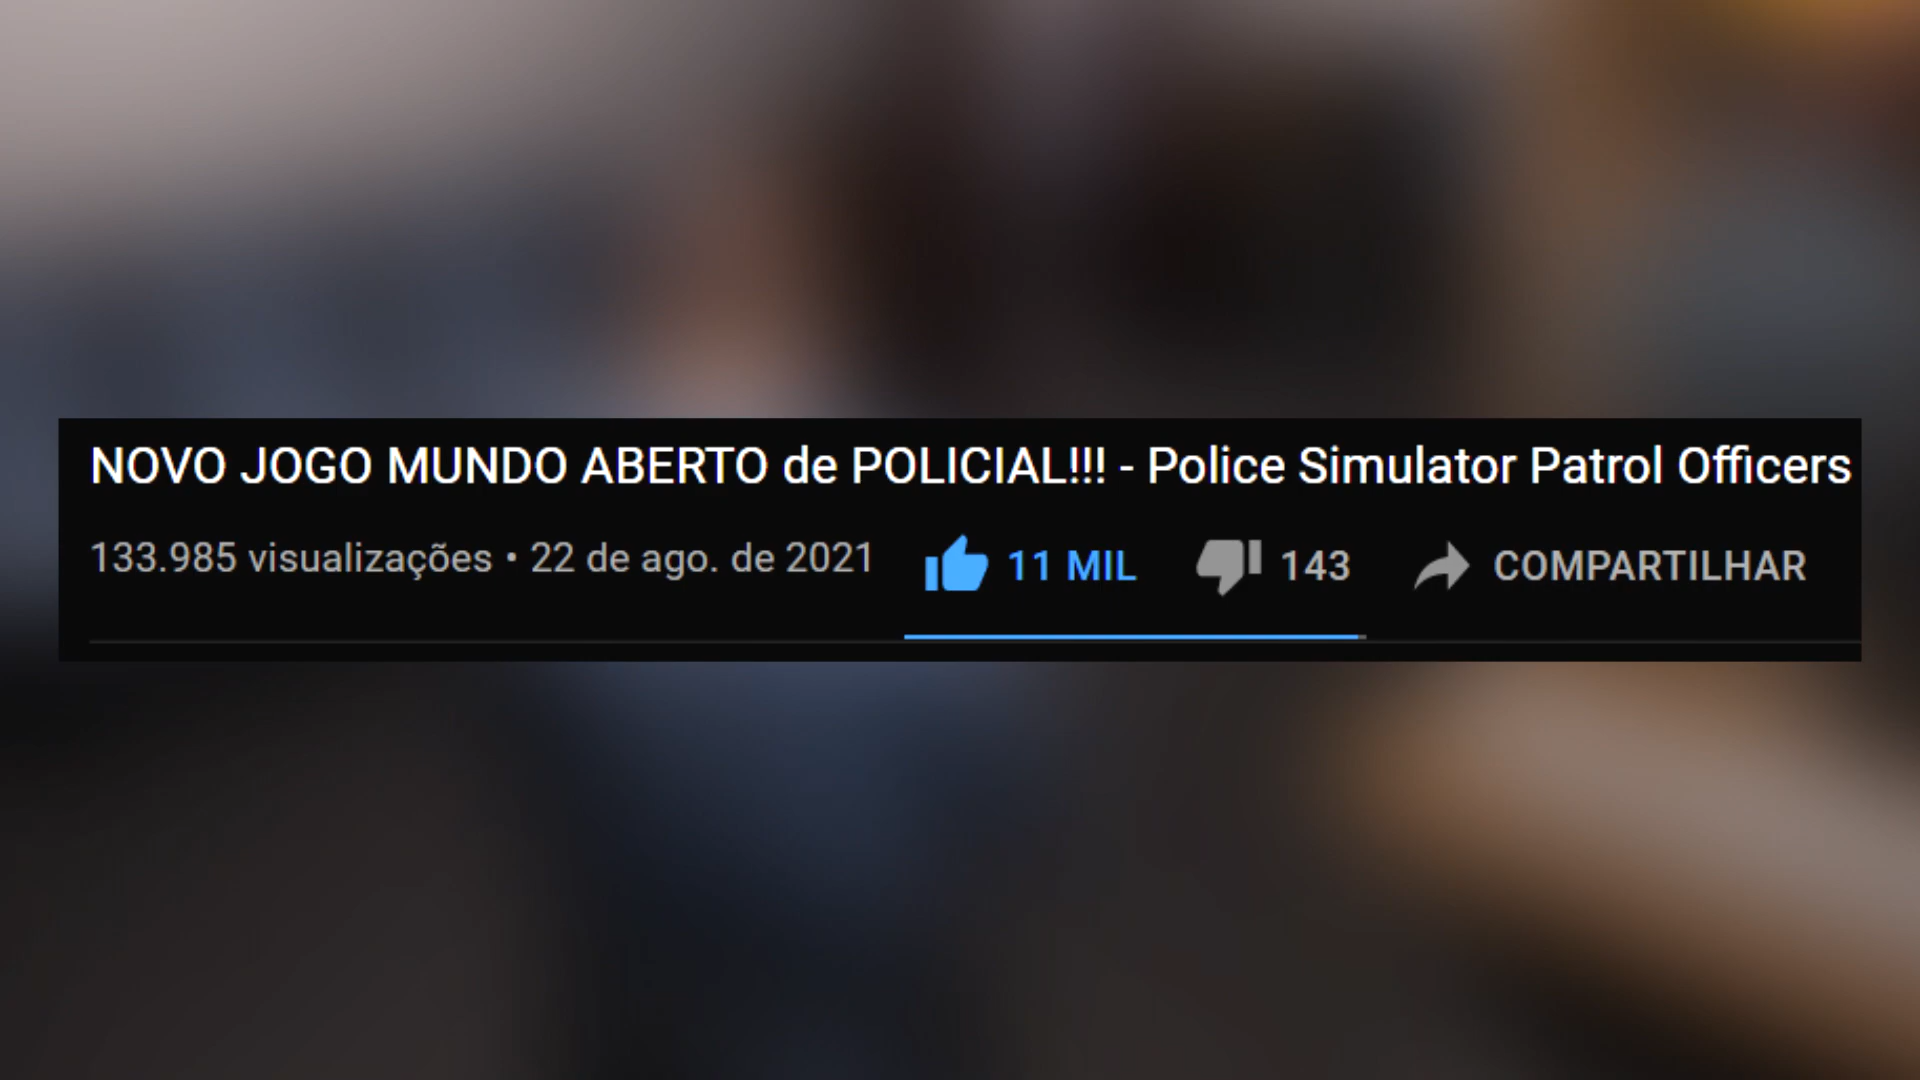 NOVO JOGO MUNDO ABERTO de POLICIAL!!! - Police Simulator Patrol Officers
133.985 visualizações • 22 de ago. de 2021 11 MIL 143 COMPARTILHAR